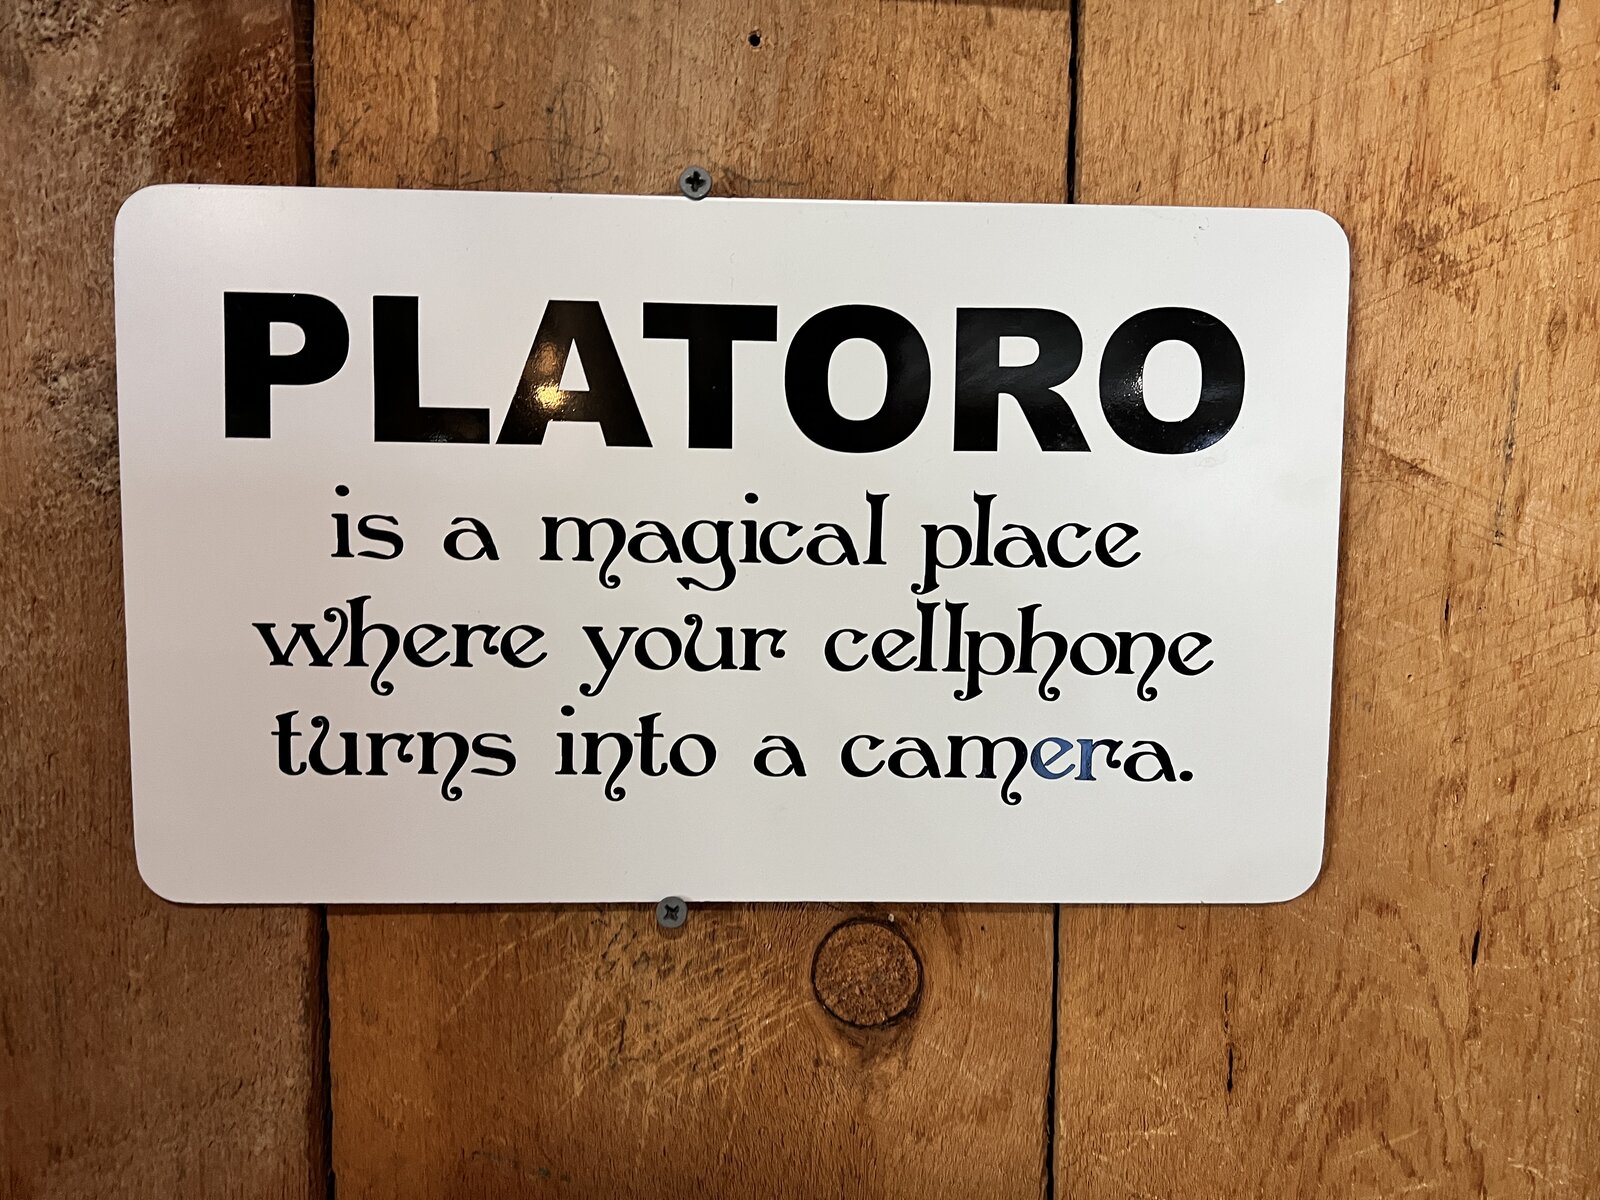 PLATORO
is a magical place
where your cellphone
turns into a camera.